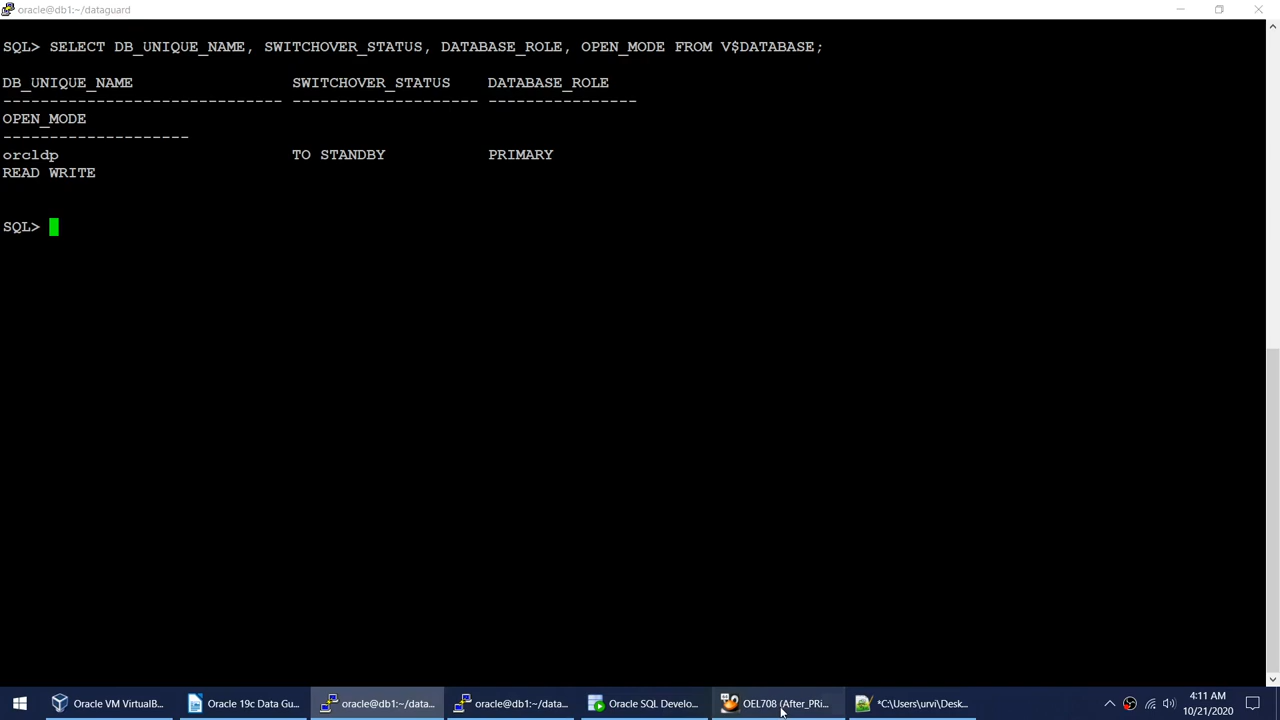 oracle@db1:~/dataguard
SQL> SELECT DB_UNIQUE_NAME, SWITCHOVER_STATUS, DATABASE_ROLE, OPEN_MODE FROM V$DATABASE;
DB_UNIQUE_NAME SWITCHOVER_STATUS DATABASE_ROLE
------------------------------ -------------------- ----------------
OPEN_MODE
--------------------
orcldp TO STANDBY PRIMARY
READ WRITE
SQL>
Oracle VM VirtualB... Oracle 19c Data Gu... oracle@db1:~/data... oracle@db1:~/data... Oracle SQL Develo... OEL708 (After_PRi... *C:\Users\urvi\Desk... 4:11 AM
10/21/2020